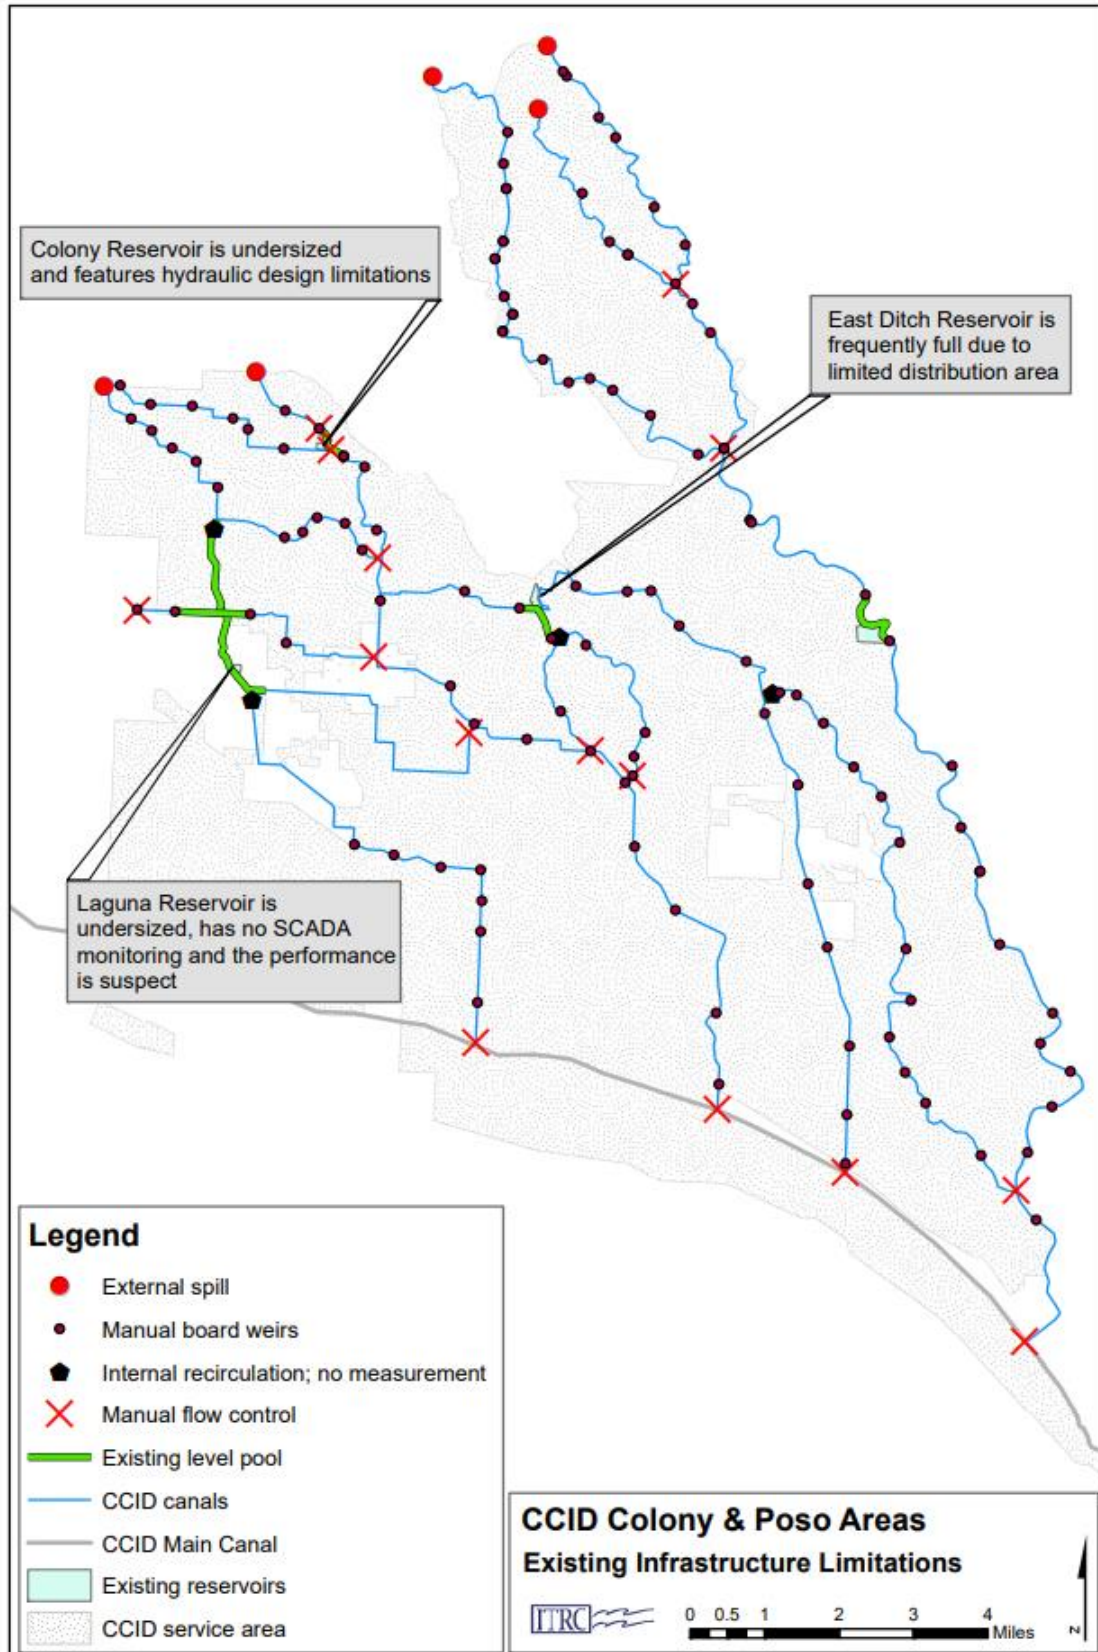 Colony Reservoir is undersized
and features hydraulic design limitations
East Ditch Reservoir is
frequently full due to
limited distribution area
Laguna Reservoir is
undersized, has no SCADA
monitoring and the performance
is suspect
Legend
External spill
Manual board weirs
Internal recirculation; no measurement
Manual flow control
Existing level pool
CCID canals
CCID Main Canal
Existing reservoirs
CCID service area
CCID Colony & Poso Areas
Existing Infrastructure Limitations
ITRC
0 0.5 1 2 3 4
Miles
N